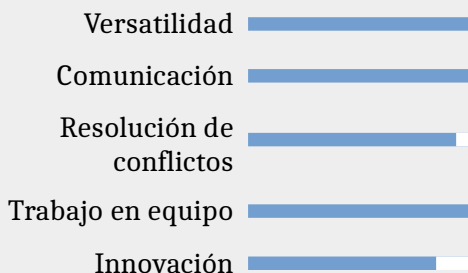 Versatilidad
Comunicación
Resolución de
conflictos
Trabajo en equipo
Innovación